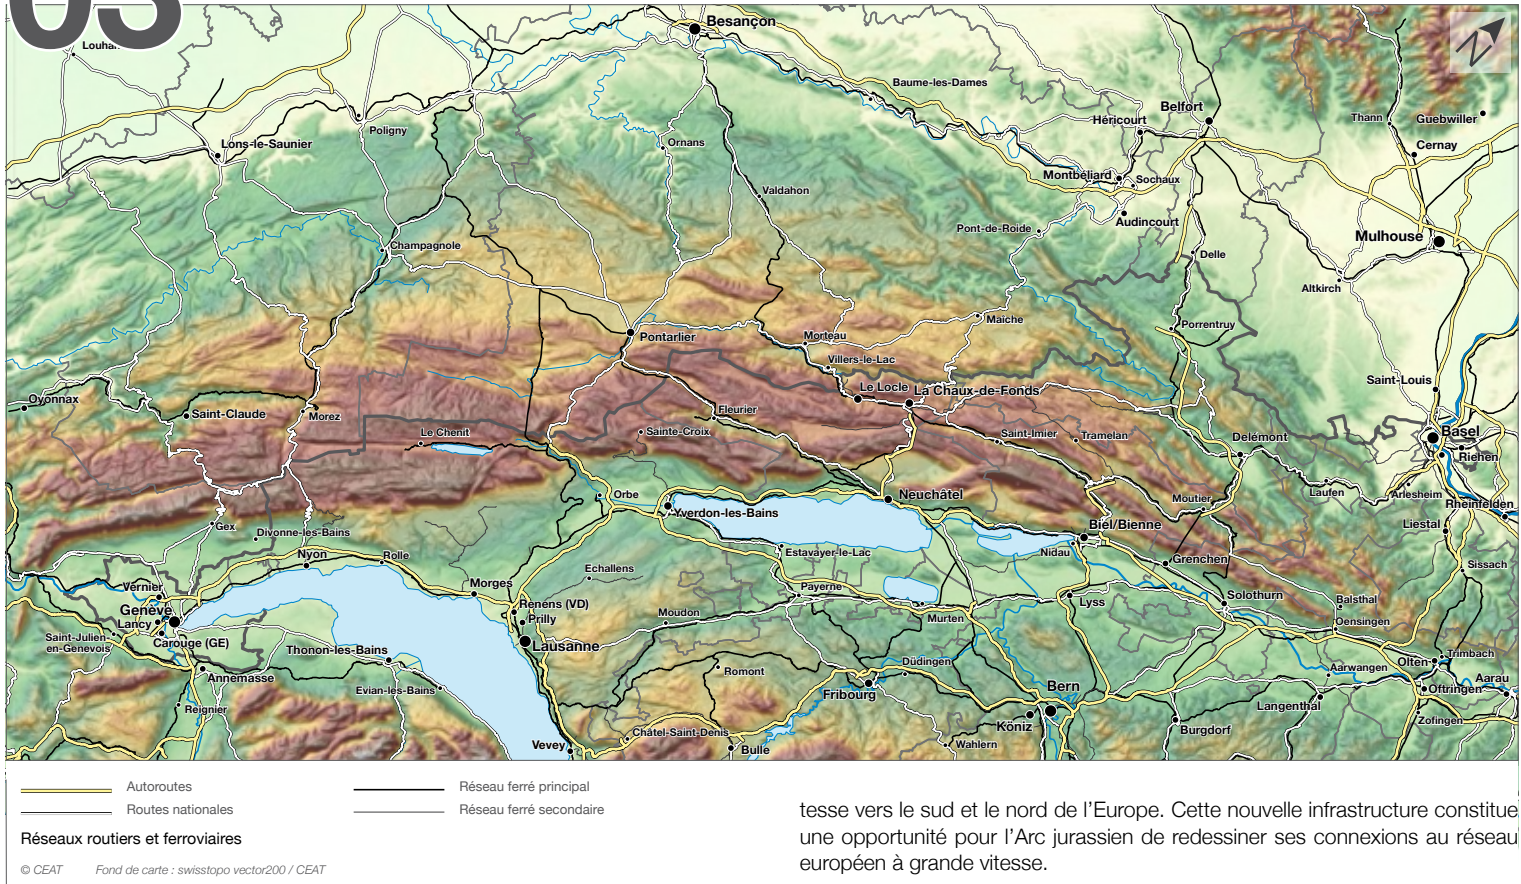 03
Besançon
Louhan
Baume-les-Dames
Belfort
Héricourt
Thann
Guebwiller
Poligny
Cernay
Lons-le-Saunier
Ornans
Montbéliard
Sochaux
Valdahon
Audincourt
Pont-de-Roide
Mulhouse
Champagnole
Delle
Altkirch
Maîche
Porrentruy
Pontarlier
Morteau
Villers-le-Lac
Saint-Louis
Le Locle
La Chaux-de-Fonds
Oyonnax
Saint-Claude
Morez
Fleurier
Le Chenit
Sainte-Croix
Saint-Imier
Tramelan
Delémont
Basel
Riehen
Orbe
Neuchâtel
Laufen
Arlesheim
Moutier
Rheinfelden
Yverdon-les-Bains
Gex
Divonne-les-Bains
Biel/Bienne
Liestal
Nyon
Rolle
Estavayer-le-Lac
Nidau
Grenchen
Sissach
Echallens
Vernier
Morges
Payerne
Genève
Renens (VD)
Moudon
Lyss
Solothurn
Balsthal
Lancy
Prilly
Murten
Oensingen
Saint-Julien
en-Genevois
Carouge (GE)
Lausanne
Thonon-les-Bains
Düdingen
Trimbach
Olten
Annemasse
Romont
Aarwangen
Aarau
Evian-les-Bains
Fribourg
Bern
Oftringen
Reignier
Langenthal
Köniz
Zofingen
Châtel-Saint-Denis
Burgdorf
Vevey
Bulle
Wahlern
Autoroutes
Réseau ferré principal
Routes nationales
Réseau ferré secondaire
Réseaux routiers et ferroviaires
© CEAT Fond de carte : swisstopo vector200 / CEAT
tesse vers le sud et le nord de l'Europe. Cette nouvelle infrastructure constitue
une opportunité pour l'Arc jurassien de redessiner ses connexions au réseau
européen à grande vitesse.